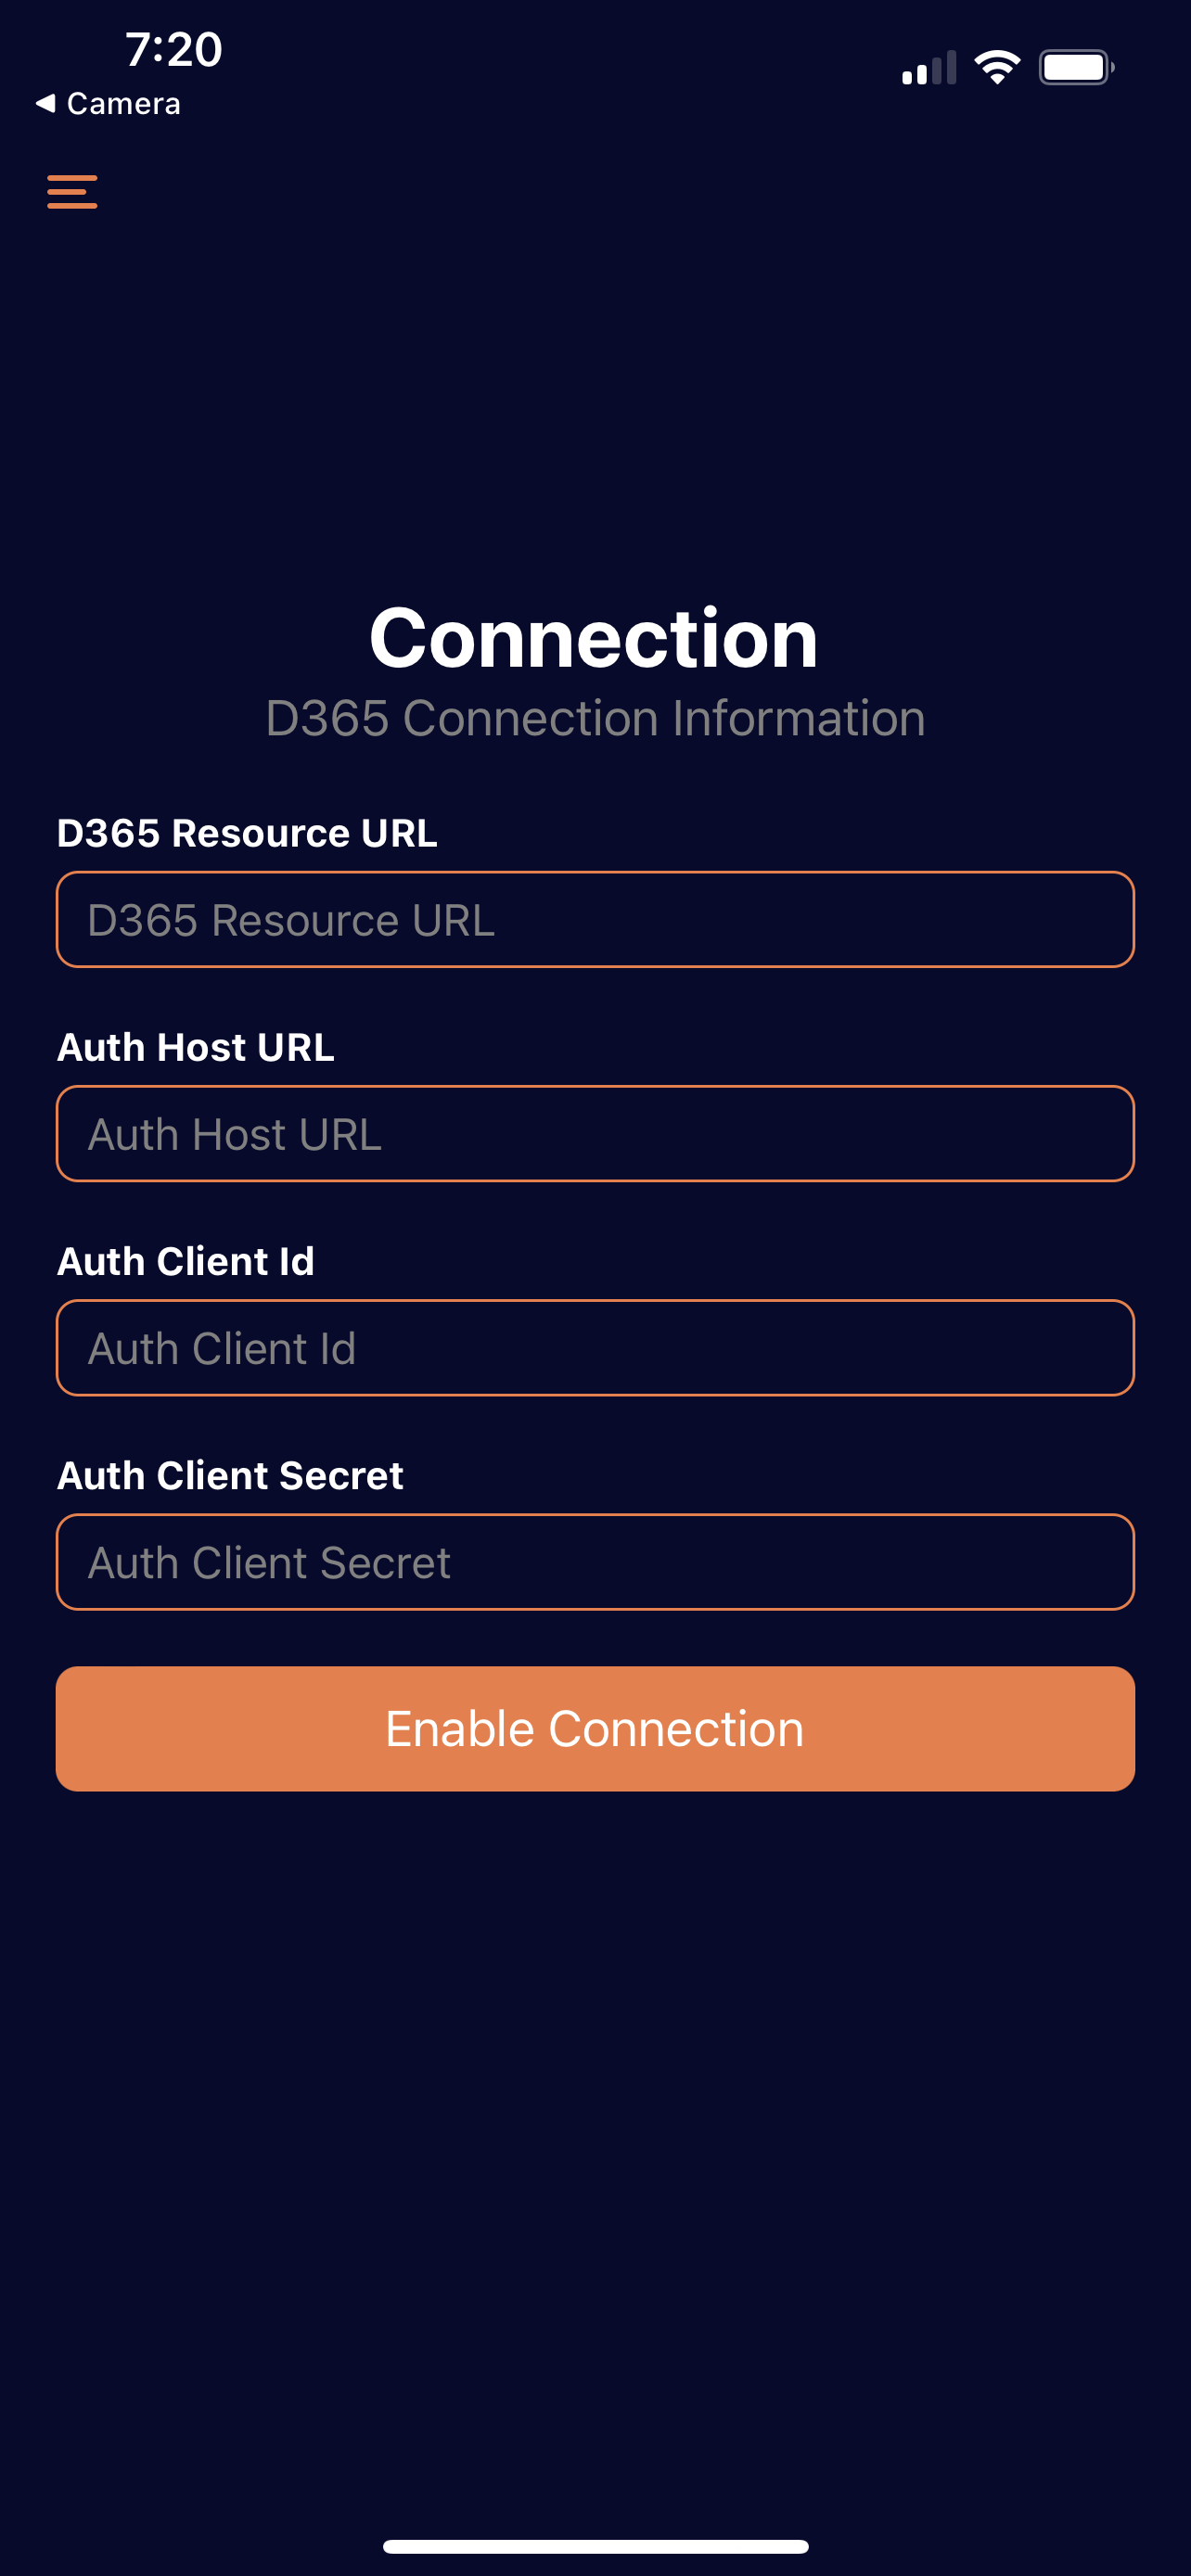 7:20
◀ Camera
Connection
D365 Connection Information
D365 Resource URL
D365 Resource URL
Auth Host URL
Auth Host URL
Auth Client Id
Auth Client Id
Auth Client Secret
Auth Client Secret
Enable Connection